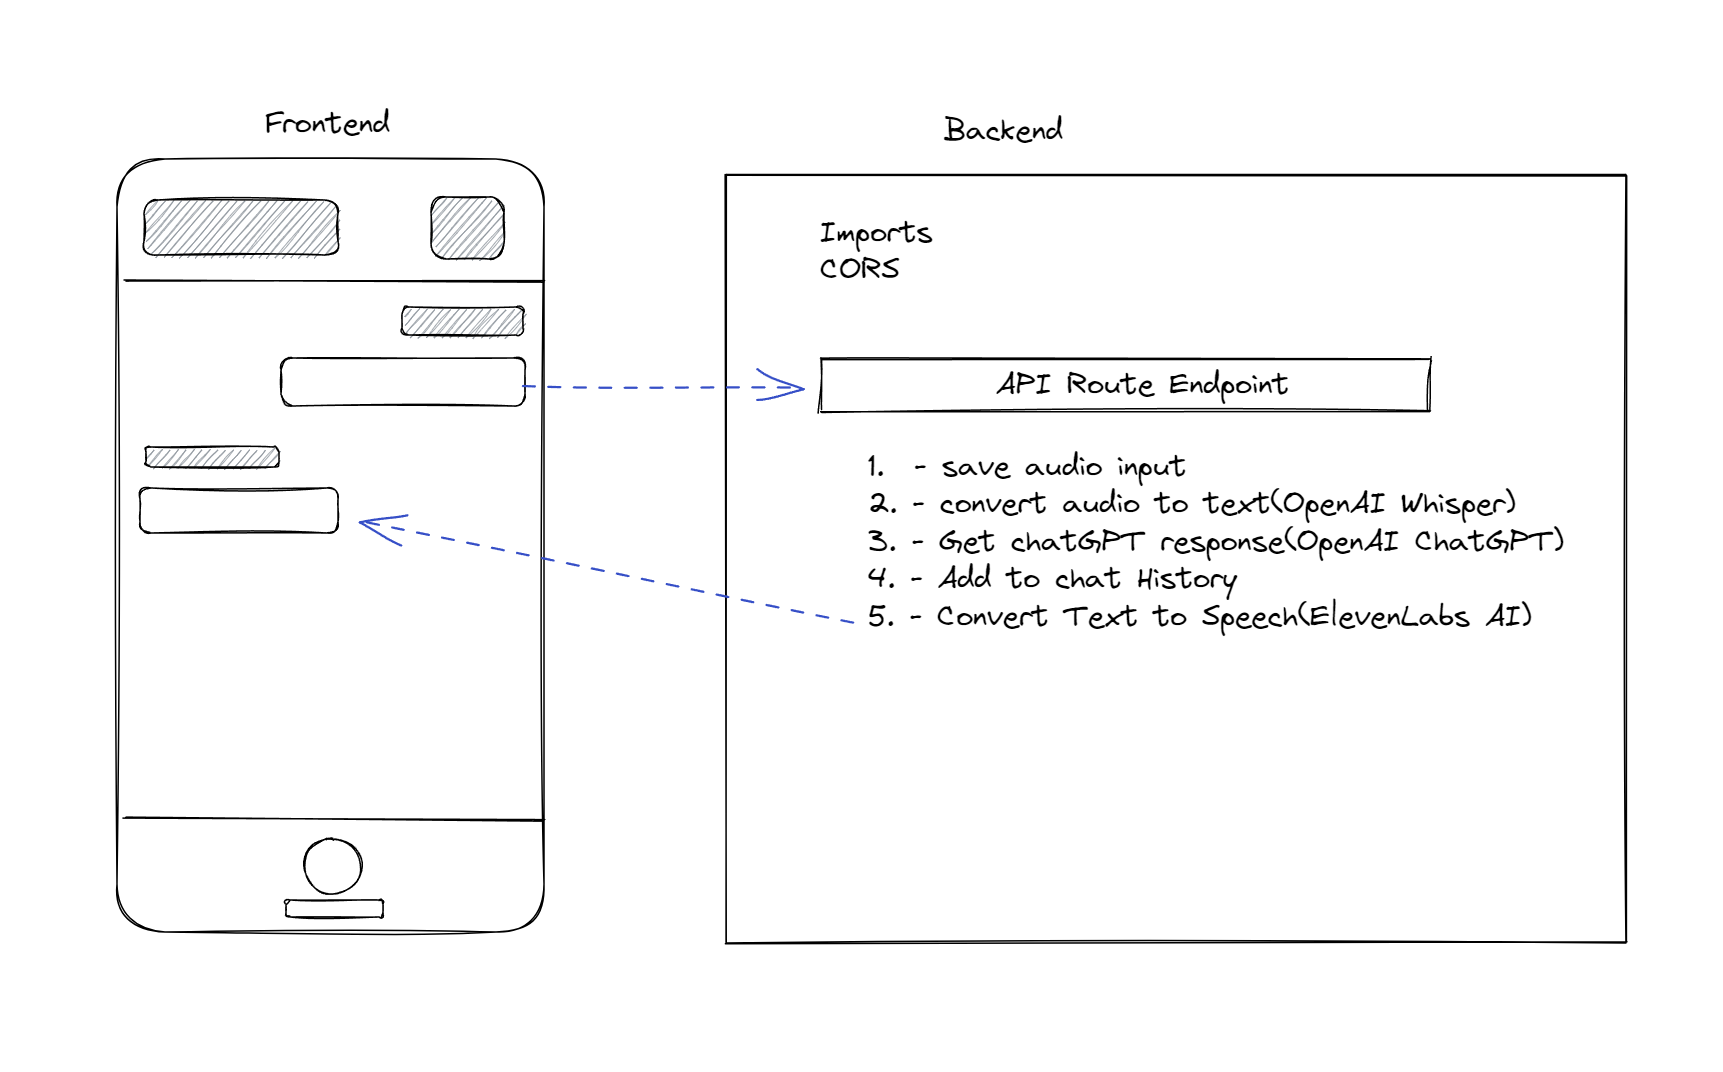 Frontend
Backend
Imports
CORS
API Route Endpoint
1. - save audio input
2. - convert audio to text(OpenAI Whisper)
3. - Get chatGPT response(OpenAI ChatGPT)
4. - Add to chat History
5. - Convert Text to Speech(ElevenLabs AI)